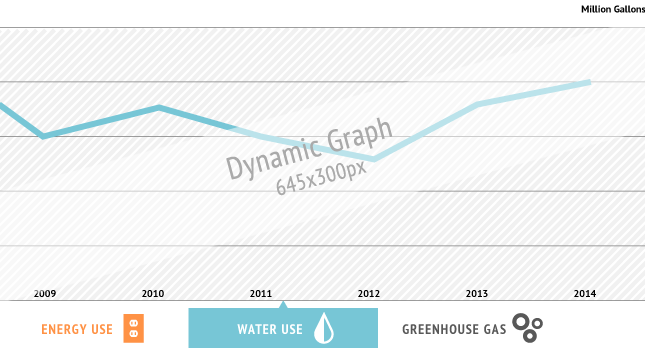 Million Gallons
Dynamic Graph
645x300px
2009 2010 2011 2012 2013 2014
ENERGY USE WATER USE GREENHOUSE GAS